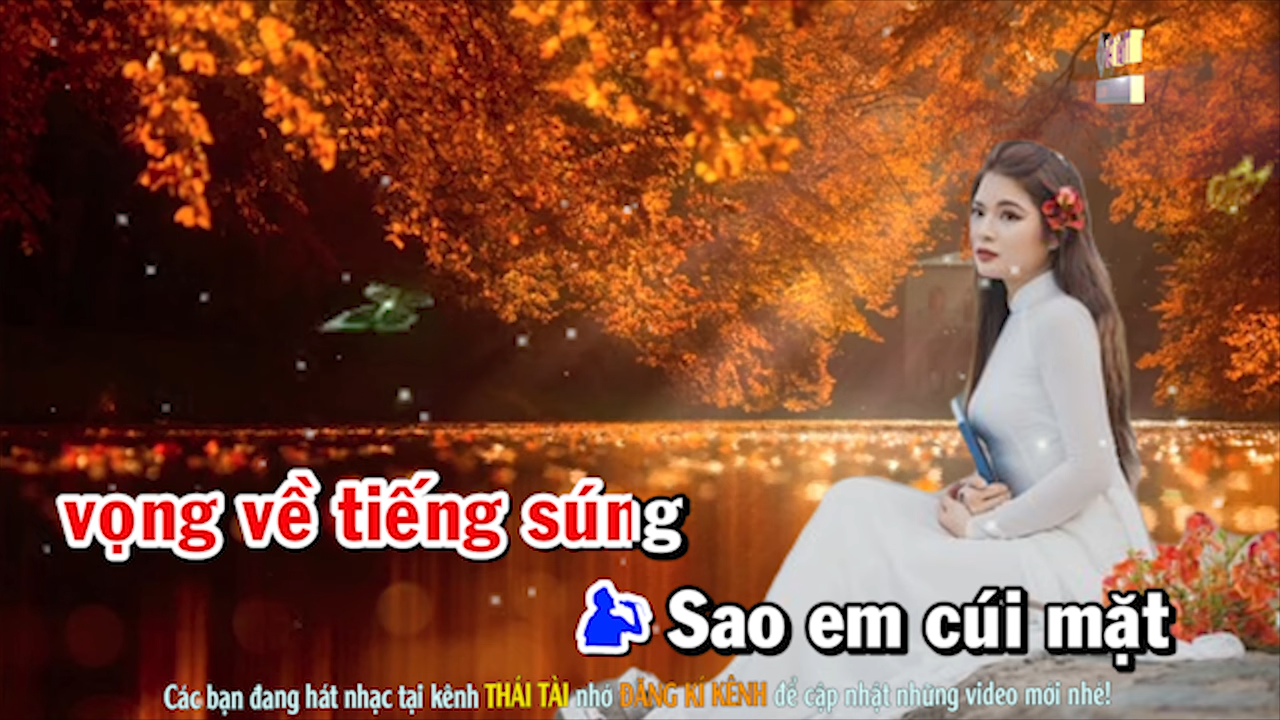 vọng về tiếng súng
Sao em cúi mặt
Các bạn đang hát nhạc tại kênh THÁI TÀI nhớ ĐĂNG KÍ KÊNH để cập nhật những video mới nhé!